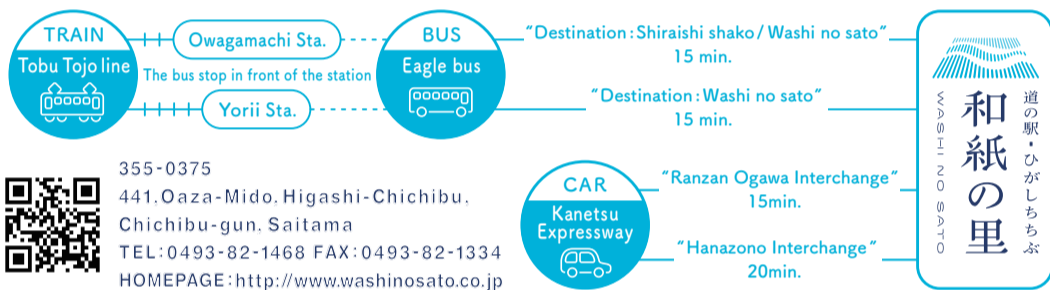 TRAIN
Tobu Tojo line
Owagamachi Sta.
The bus stop in front of the station
Yorii Sta.
BUS
Eagle bus
"Destination : Shiraishi shako / Washi no sato"
15 min.
"Destination : Washi no sato"
15 min.
CAR
Kanetsu
Expressway
"Ranzan Ogawa Interchange"
15min.
"Hanazono Interchange"
20min.
道の駅・ひがしちちぶ
和紙の里
WASHI NO SATO
355-0375
441, Oaza-Mido, Higashi-Chichibu,
Chichibu-gun, Saitama
TEL:0493-82-1468 FAX:0493-82-1334
HOMEPAGE:http://www.washinosato.co.jp